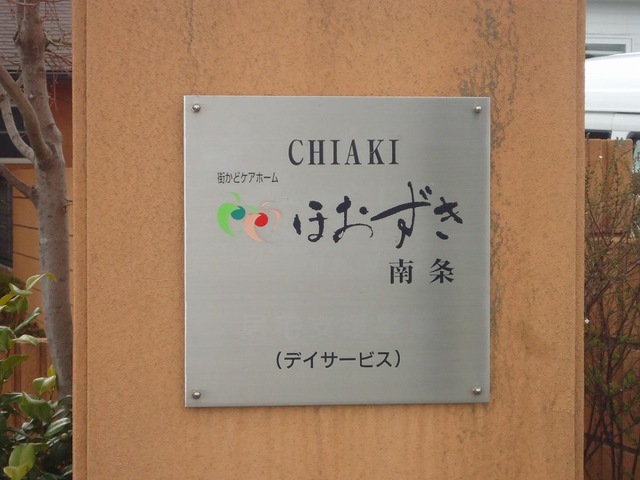 CHIAKI
街かどケアホーム
ほおずき
南条
（デイサービス）